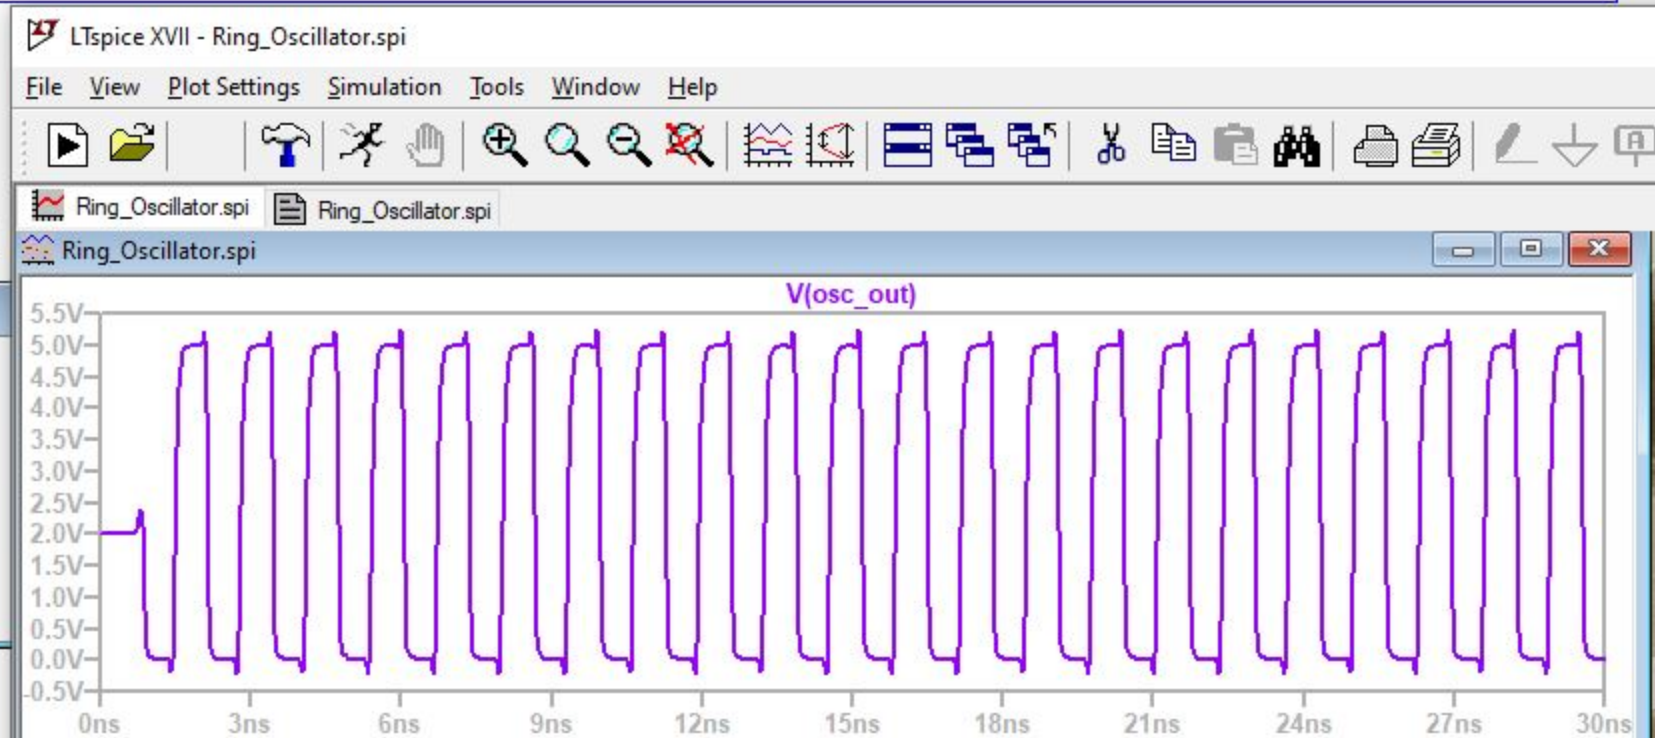 LTspice XVII - Ring_Oscillator.spi
File View Plot Settings Simulation Tools Window Help
Ring_Oscillator.spi Ring_Oscillator.spi
Ring_Oscillator.spi
V(osc_out)
5.5V
5.0V
4.5V
4.0V
3.5V
3.0V
2.5V
2.0V
1.5V
1.0V
0.5V
0.0V
-0.5V
0ns 3ns 6ns 9ns 12ns 15ns 18ns 21ns 24ns 27ns 30ns